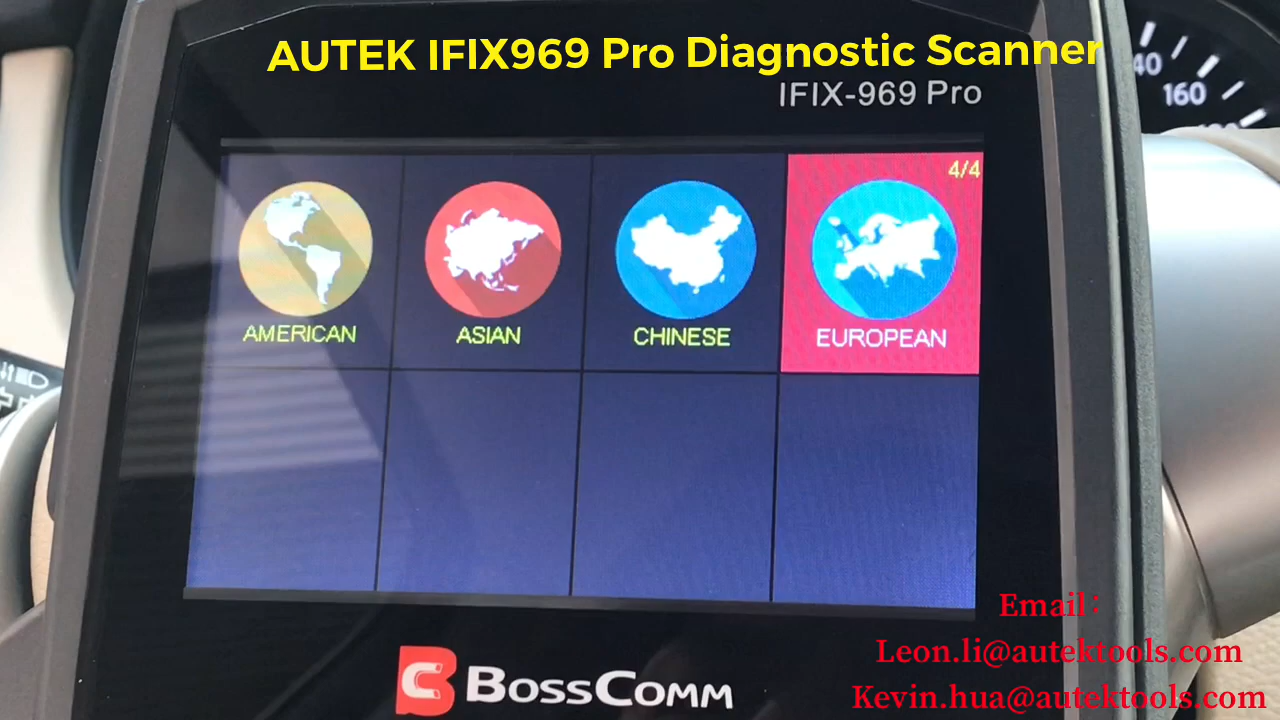 AUTEK IFIX969 Pro Diagnostic Scanner
IFIX-969 Pro
40
160
4/4
AMERICAN
ASIAN
CHINESE
EUROPEAN
BossComm
Email:
Leon.li@autektools.com
Kevin.hua@autektools.com